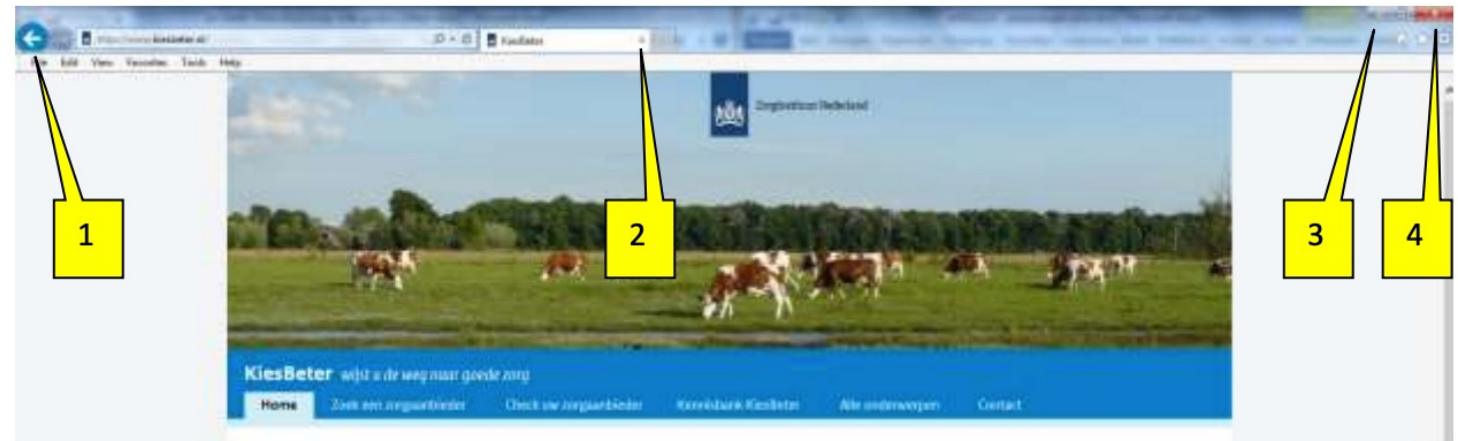 KiesBeter
File Edit View Favorites Tools Help
Zorginstituut Nederland
1
2
3
4
KiesBeter wijst u de weg naar goede zorg
Home Zoek een zorgaanbieder Check uw zorgaanbieder Kennisbank KiesBeter Alle onderwerpen Contact